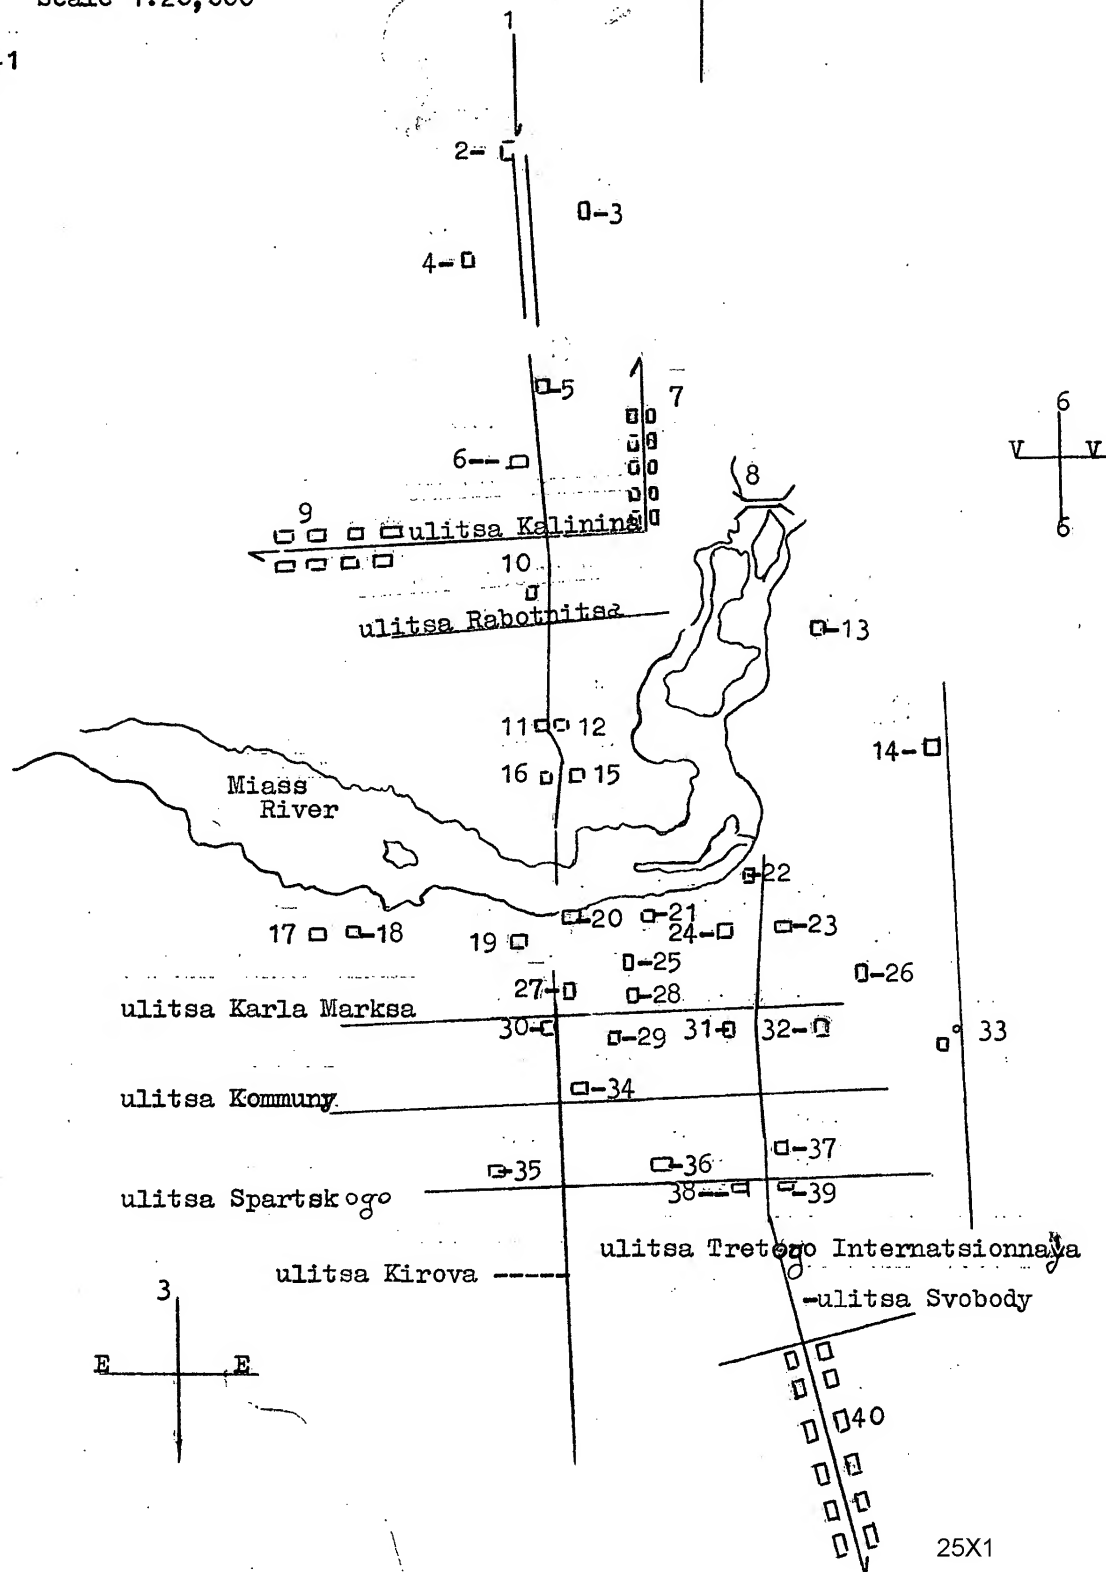 1:20,000
-1
1
2-
-3
4-
-5
7
6
6--
V V
8
9
ulitsa Kalinina
6
10
ulitsa Rabotnitsa
-13
11 12
14-
16 15
Miass
River
-22
-20 -21
17 -18
19
24- -23
-25
-26
27- -28
ulitsa Karla Marksa
30- -29 31- 32- 33
-34
ulitsa Kommuny
-37
-35 -36
ulitsa Spartskogo
38-- -39
ulitsa Tretogo Internatsionnaya
ulitsa Kirova -----
3
-ulitsa Svobody
E E
40
25X1